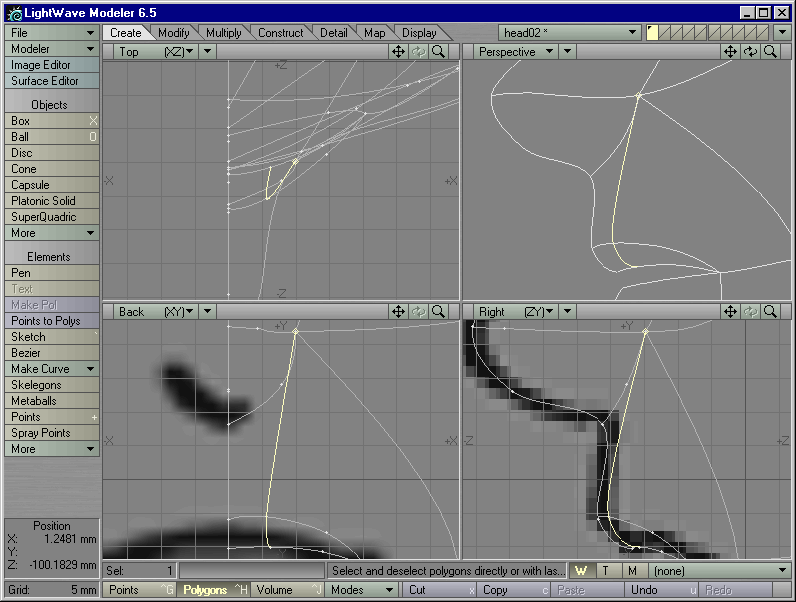 LightWave Modeler 6.5
File
Modeler
Image Editor
Surface Editor
Objects
Box X
Ball O
Disc
Cone
Capsule
Platonic Solid
SuperQuadric
More
Elements
Pen
Text
Make Pol
Points to Polys
Sketch `
Bezier
Make Curve
Skelegons
Metaballs
Points +
Spray Points
More
Position
X: 1.2481 mm
Y:
Z: -100.1829 mm
Grid: 5 mm
Create Modify Multiply Construct Detail Map Display head02 *
Top (XZ)
Perspective
+Z
-X +X
-Z
Back (XY)
Right (ZY)
+Y
-X +X
+Y
-Z +Z
Sel: 1 Select and deselect polygons directly or with las... W T M (none)
Points ^G Polygons ^H Volume ^J Modes Cut x Copy c Paste v Undo u Redo